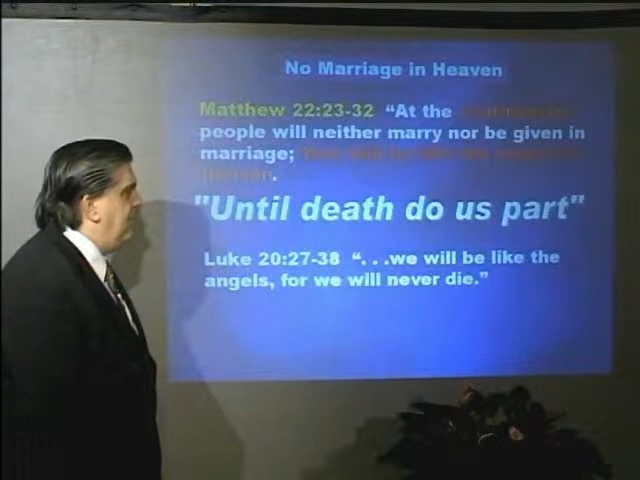 No Marriage in Heaven
Matthew 22:23-32 “At the
people will neither marry nor be given in
marriage;
"Until death do us part"
Luke 20:27-38 “. . .we will be like the
angels, for we will never die.”